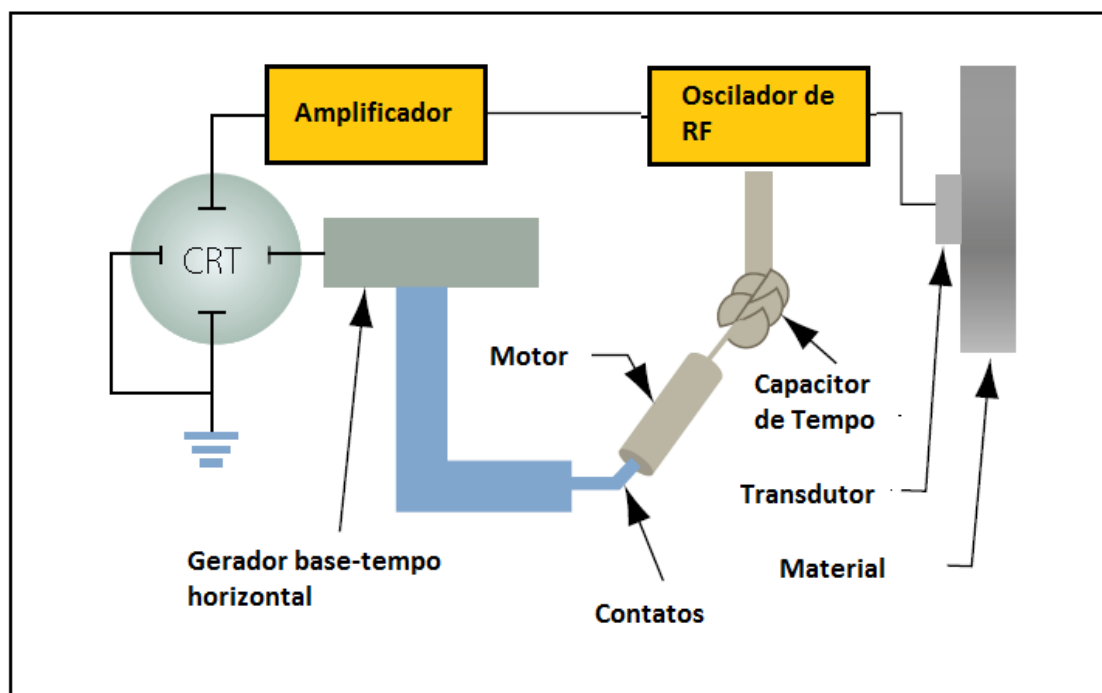 Amplificador
Oscilador de
RF
CRT
Motor
Capacitor
de Tempo
Transdutor
Gerador base-tempo
horizontal
Material
Contatos